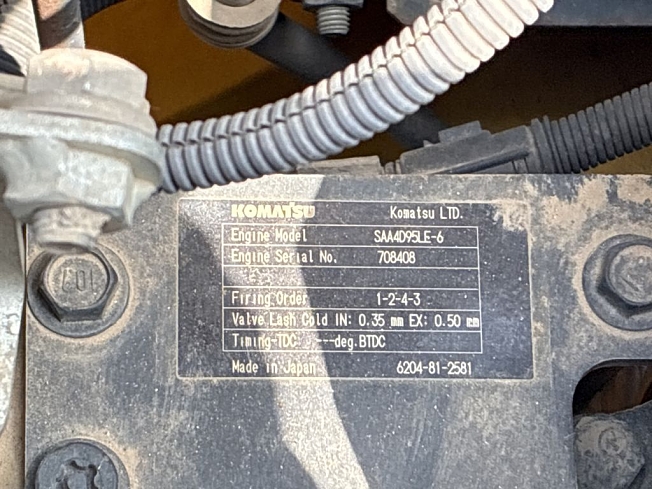 KOMATSU Komatsu LTD.
Engine Model SAA4D95LE-6
Engine Serial No. 708408
Firing Order 1-2-4-3
Valve Lash Cold IN: 0.35 mm EX: 0.50 mm
Timing-TDC ---deg.BTDC
Made in Japan 6204-81-2581